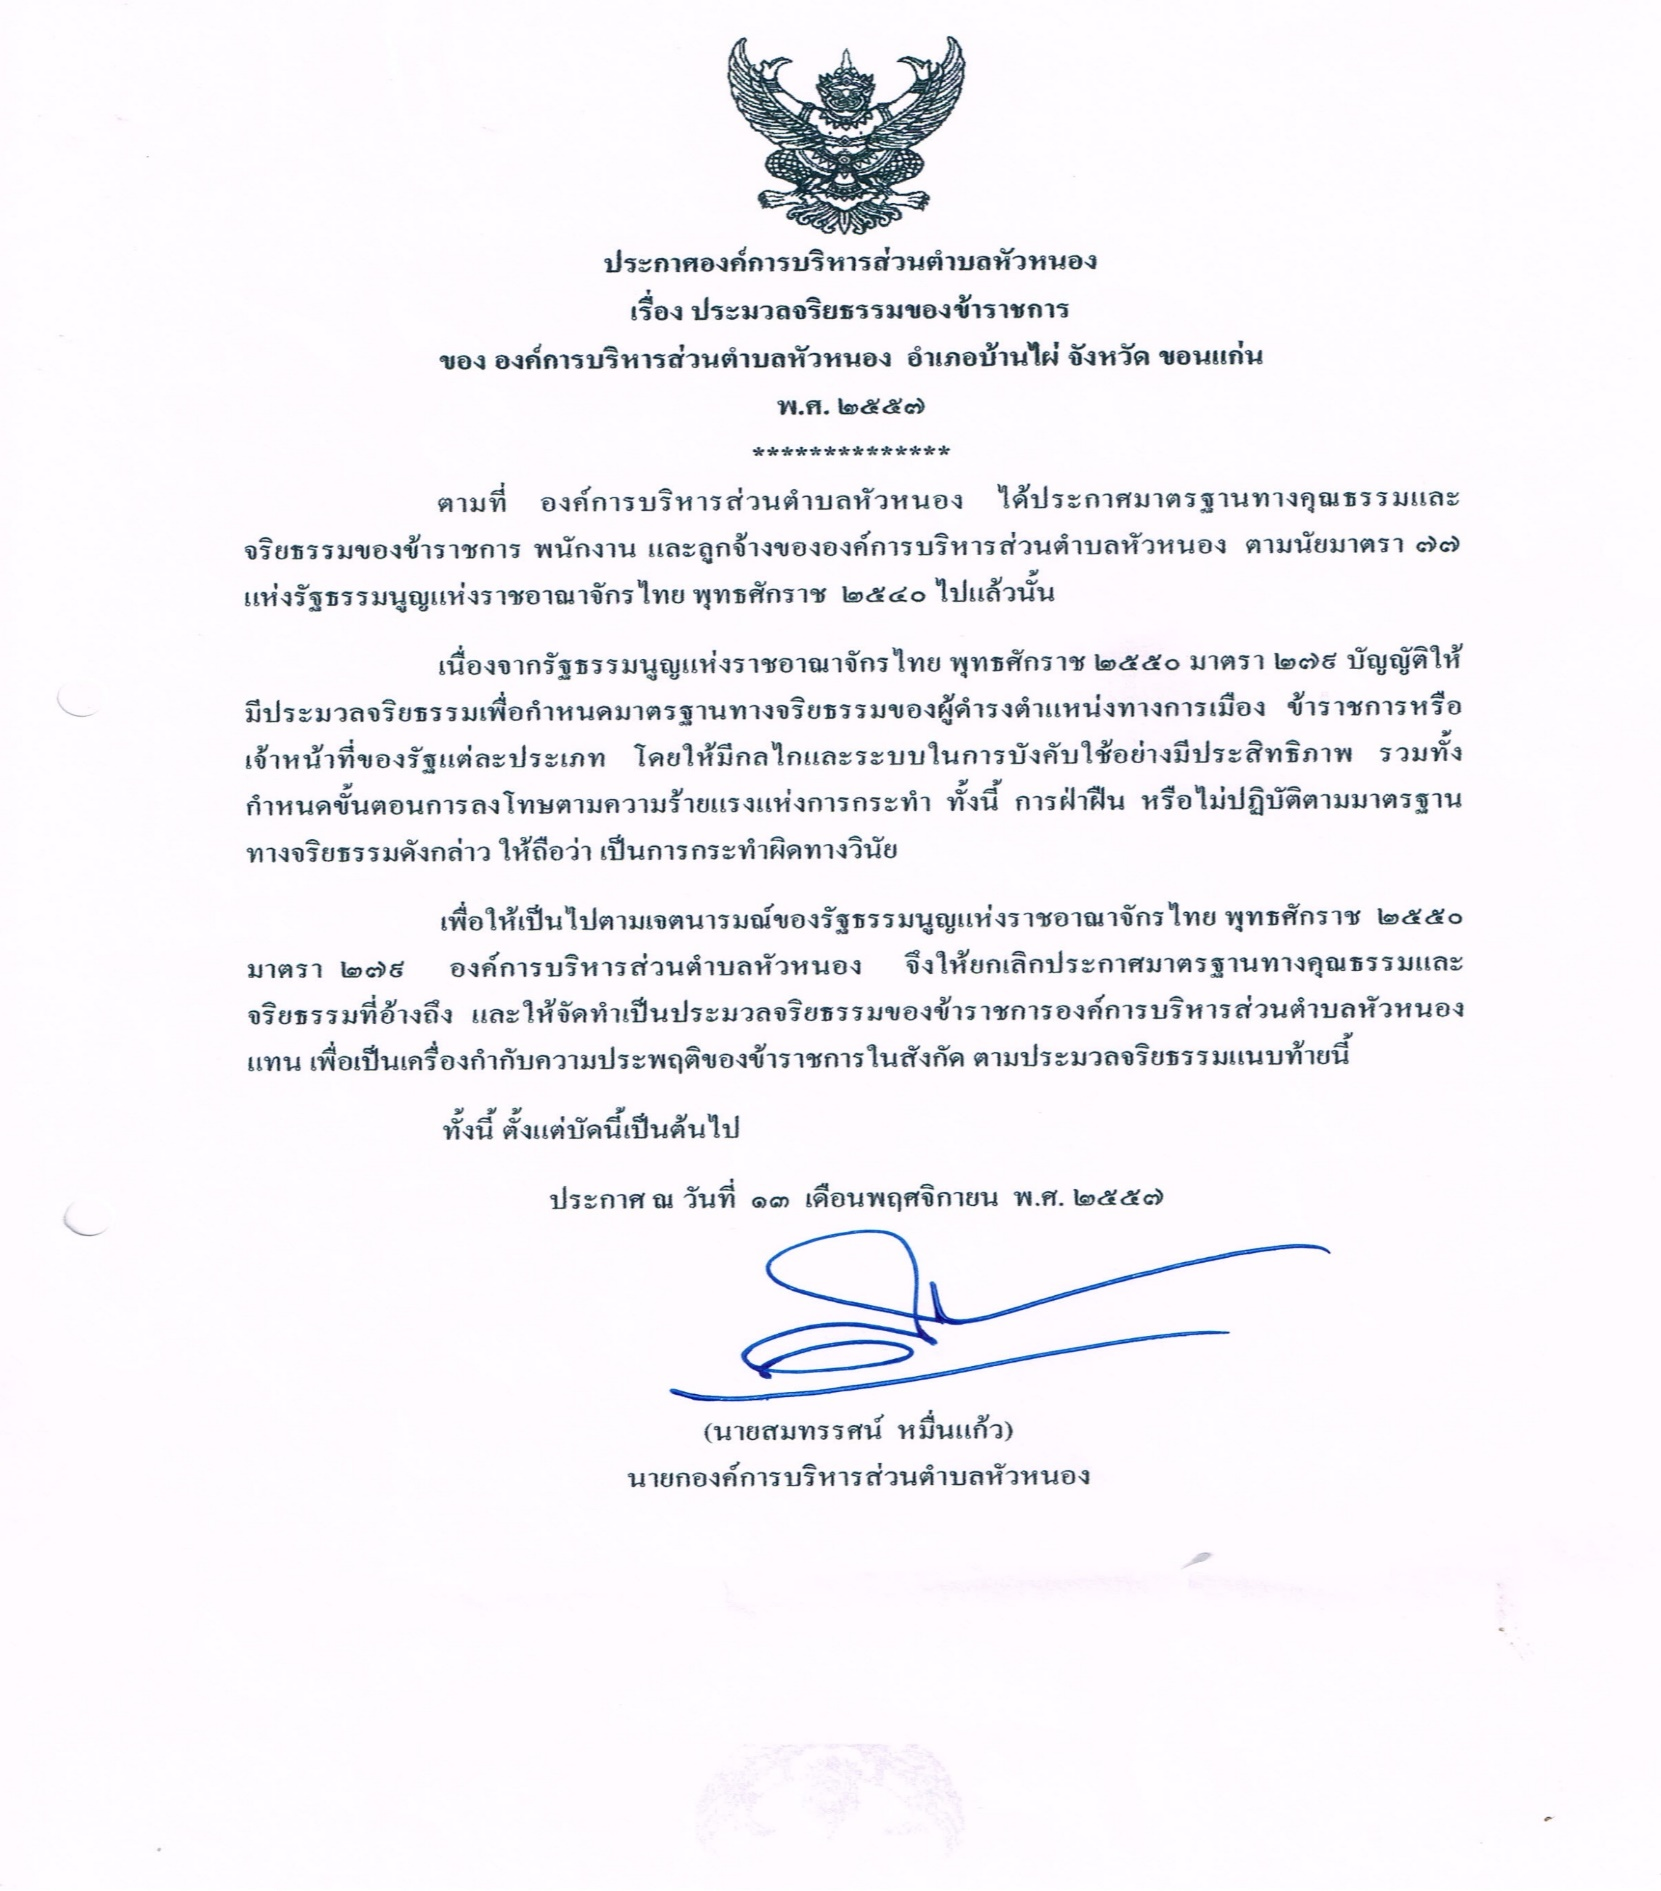 ประกาศองค์การบริหารส่วนตำบลหัวหนอง
เรื่อง ประมวลจริยธรรมของข้าราชการ
ของ องค์การบริหารส่วนตำบลหัวหนอง อำเภอบ้านไผ่ จังหวัด ขอนแก่น
พ.ศ. ๒๕๕๗
**************
ตามที่ องค์การบริหารส่วนตำบลหัวหนอง ได้ประกาศมาตรฐานทางคุณธรรมและ
จริยธรรมของข้าราชการ พนักงาน และลูกจ้างขององค์การบริหารส่วนตำบลหัวหนอง ตามนัยมาตรา ๗๗
แห่งรัฐธรรมนูญแห่งราชอาณาจักรไทย พุทธศักราช ๒๕๔๐ ไปแล้วนั้น
เนื่องจากรัฐธรรมนูญแห่งราชอาณาจักรไทย พุทธศักราช ๒๕๕๐ มาตรา ๒๗๙ บัญญัติให้
มีประมวลจริยธรรมเพื่อกำหนดมาตรฐานทางจริยธรรมของผู้ดำรงตำแหน่งทางการเมือง ข้าราชการหรือ
เจ้าหน้าที่ของรัฐแต่ละประเภท โดยให้มีกลไกและระบบในการบังคับใช้อย่างมีประสิทธิภาพ รวมทั้ง
กำหนดขั้นตอนการลงโทษตามความร้ายแรงแห่งการกระทำ ทั้งนี้ การฝ่าฝืน หรือไม่ปฏิบัติตามมาตรฐาน
ทางจริยธรรมดังกล่าว ให้ถือว่า เป็นการกระทำผิดทางวินัย
เพื่อให้เป็นไปตามเจตนารมณ์ของรัฐธรรมนูญแห่งราชอาณาจักรไทย พุทธศักราช ๒๕๕๐
มาตรา ๒๗๙ องค์การบริหารส่วนตำบลหัวหนอง จึงให้ยกเลิกประกาศมาตรฐานทางคุณธรรมและ
จริยธรรมที่อ้างถึง และให้จัดทำเป็นประมวลจริยธรรมของข้าราชการองค์การบริหารส่วนตำบลหัวหนอง
แทน เพื่อเป็นเครื่องกำกับความประพฤติของข้าราชการในสังกัด ตามประมวลจริยธรรมแนบท้ายนี้
ทั้งนี้ ตั้งแต่บัดนี้เป็นต้นไป
ประกาศ ณ วันที่ ๑๓ เดือนพฤศจิกายน พ.ศ. ๒๕๕๗
(นายสมทรรศน์ หมื่นแก้ว)
นายกองค์การบริหารส่วนตำบลหัวหนอง